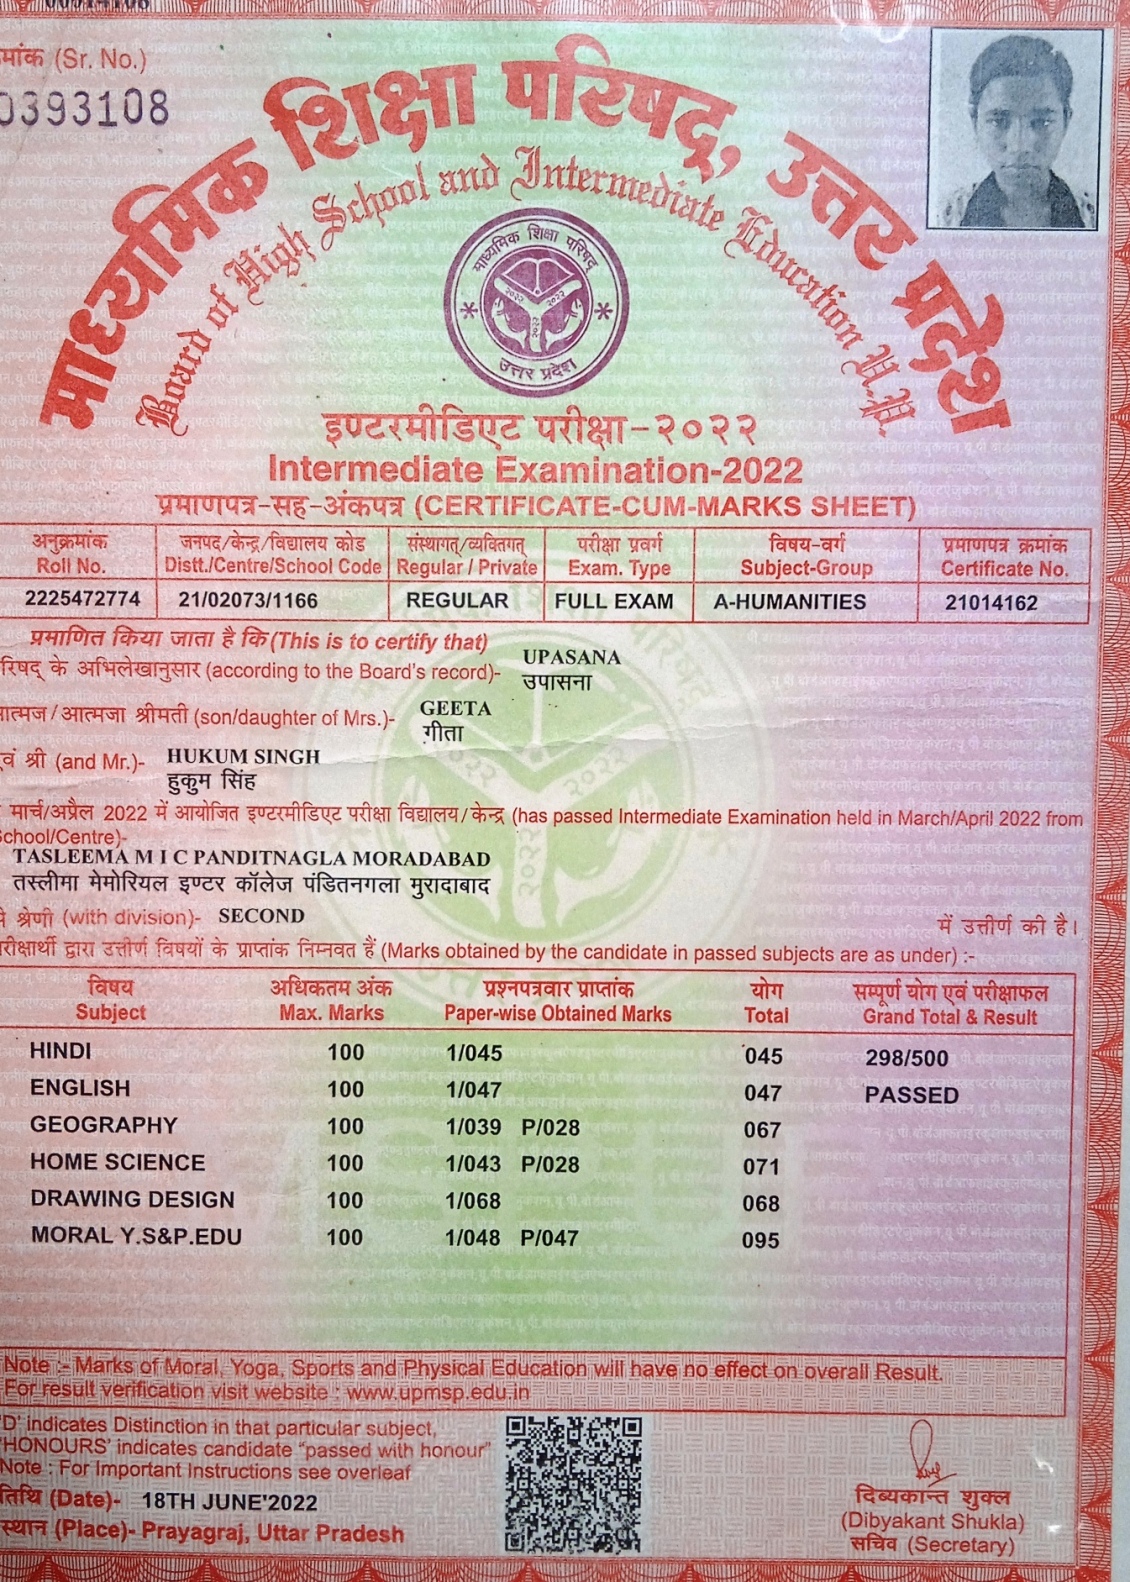 00914108
मांक (Sr. No.)
0393108
माध्यमिक शिक्षा परिषद्, उत्तर प्रदेश
Board of High School and Intermediate Education U.P.
माध्यमिक शिक्षा परिषद्
२०२२ २०२२
२०२२
उत्तर प्रदेश
इण्टरमीडिएट परीक्षा-२०२२
Intermediate Examination-2022
प्रमाणपत्र-सह-अंकपत्र (CERTIFICATE-CUM-MARKS SHEET)
अनुक्रमांक जनपद/केन्द्र/विद्यालय कोड संस्थागत्/व्यक्तिगत् परीक्षा प्रवर्ग विषय-वर्ग प्रमाणपत्र क्रमांक
Roll No. Distt./Centre/School Code Regular / Private Exam. Type Subject-Group Certificate No.
2225472774 21/02073/1166 REGULAR FULL EXAM A-HUMANITIES 21014162
प्रमाणित किया जाता है कि (This is to certify that)
रिषद् के अभिलेखानुसार (according to the Board's record)- UPASANA
उपासना
ात्मज/आत्मजा श्रीमती (son/daughter of Mrs.)- GEETA
गीता
वं श्री (and Mr.)- HUKUM SINGH
हुकुम सिंह
मार्च/अप्रैल 2022 में आयोजित इण्टरमीडिएट परीक्षा विद्यालय/केन्द्र (has passed Intermediate Examination held in March/April 2022 from
School/Centre)-
TASLEEMA M I C PANDITNAGLA MORADABAD
तस्लीमा मेमोरियल इण्टर कॉलेज पंडितनगला मुरादाबाद
े श्रेणी (with division)- SECOND में उत्तीर्ण की है।
रीक्षार्थी द्वारा उत्तीर्ण विषयों के प्राप्तांक निम्नवत हैं (Marks obtained by the candidate in passed subjects are as under) :-
विषय अधिकतम अंक प्रश्नपत्रवार प्राप्तांक योग सम्पूर्ण योग एवं परीक्षाफल
Subject Max. Marks Paper-wise Obtained Marks Total Grand Total & Result
HINDI 100 1/045 045 298/500
ENGLISH 100 1/047 047 PASSED
GEOGRAPHY 100 1/039 P/028 067
HOME SCIENCE 100 1/043 P/028 071
DRAWING DESIGN 100 1/068 068
MORAL Y.S&P.EDU 100 1/048 P/047 095
Note :- Marks of Moral, Yoga, Sports and Physical Education will have no effect on overall Result.
For result verification visit website : www.upmsp.edu.in
'D' indicates Distinction in that particular subject,
'HONOURS' indicates candidate "passed with honour"
Note : For Important Instructions see overleaf
तिथि (Date)- 18TH JUNE'2022
स्थान (Place)- Prayagraj, Uttar Pradesh
दिव्यकान्त शुक्ल
(Dibyakant Shukla)
सचिव (Secretary)